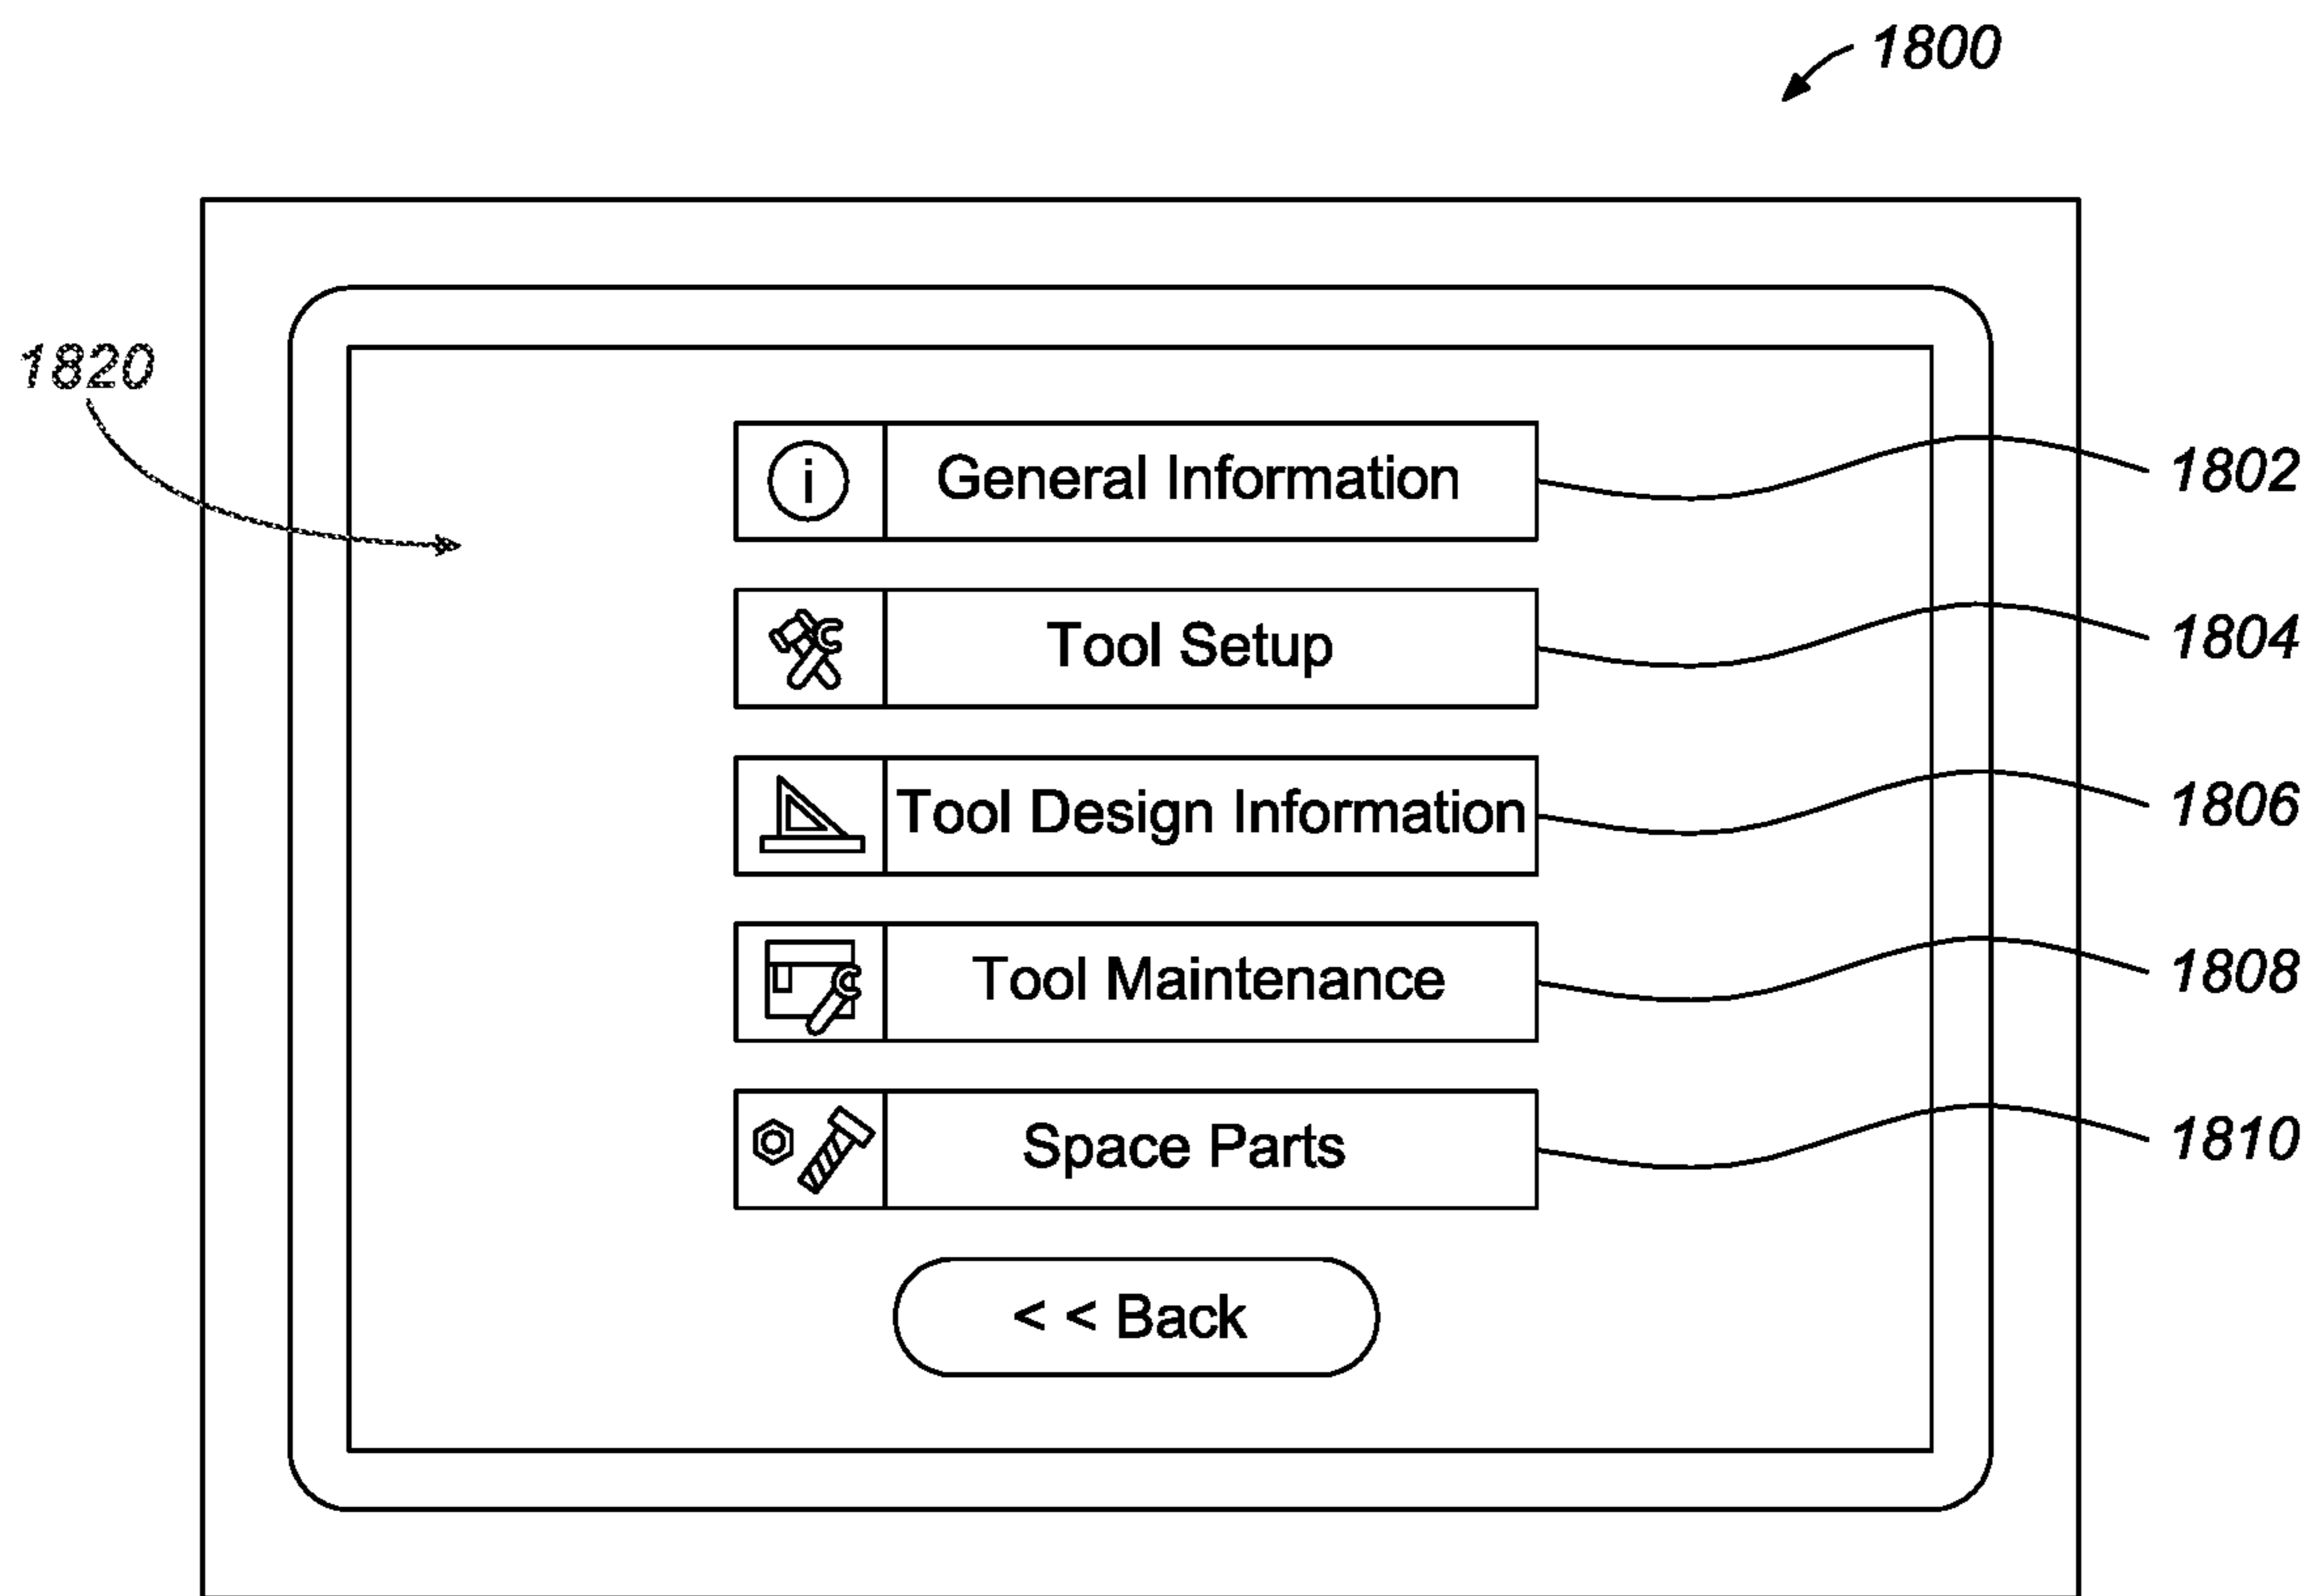 1800
1820
General Information
1802
Tool Setup
1804
Tool Design Information
1806
Tool Maintenance
1808
Space Parts
1810
< < Back